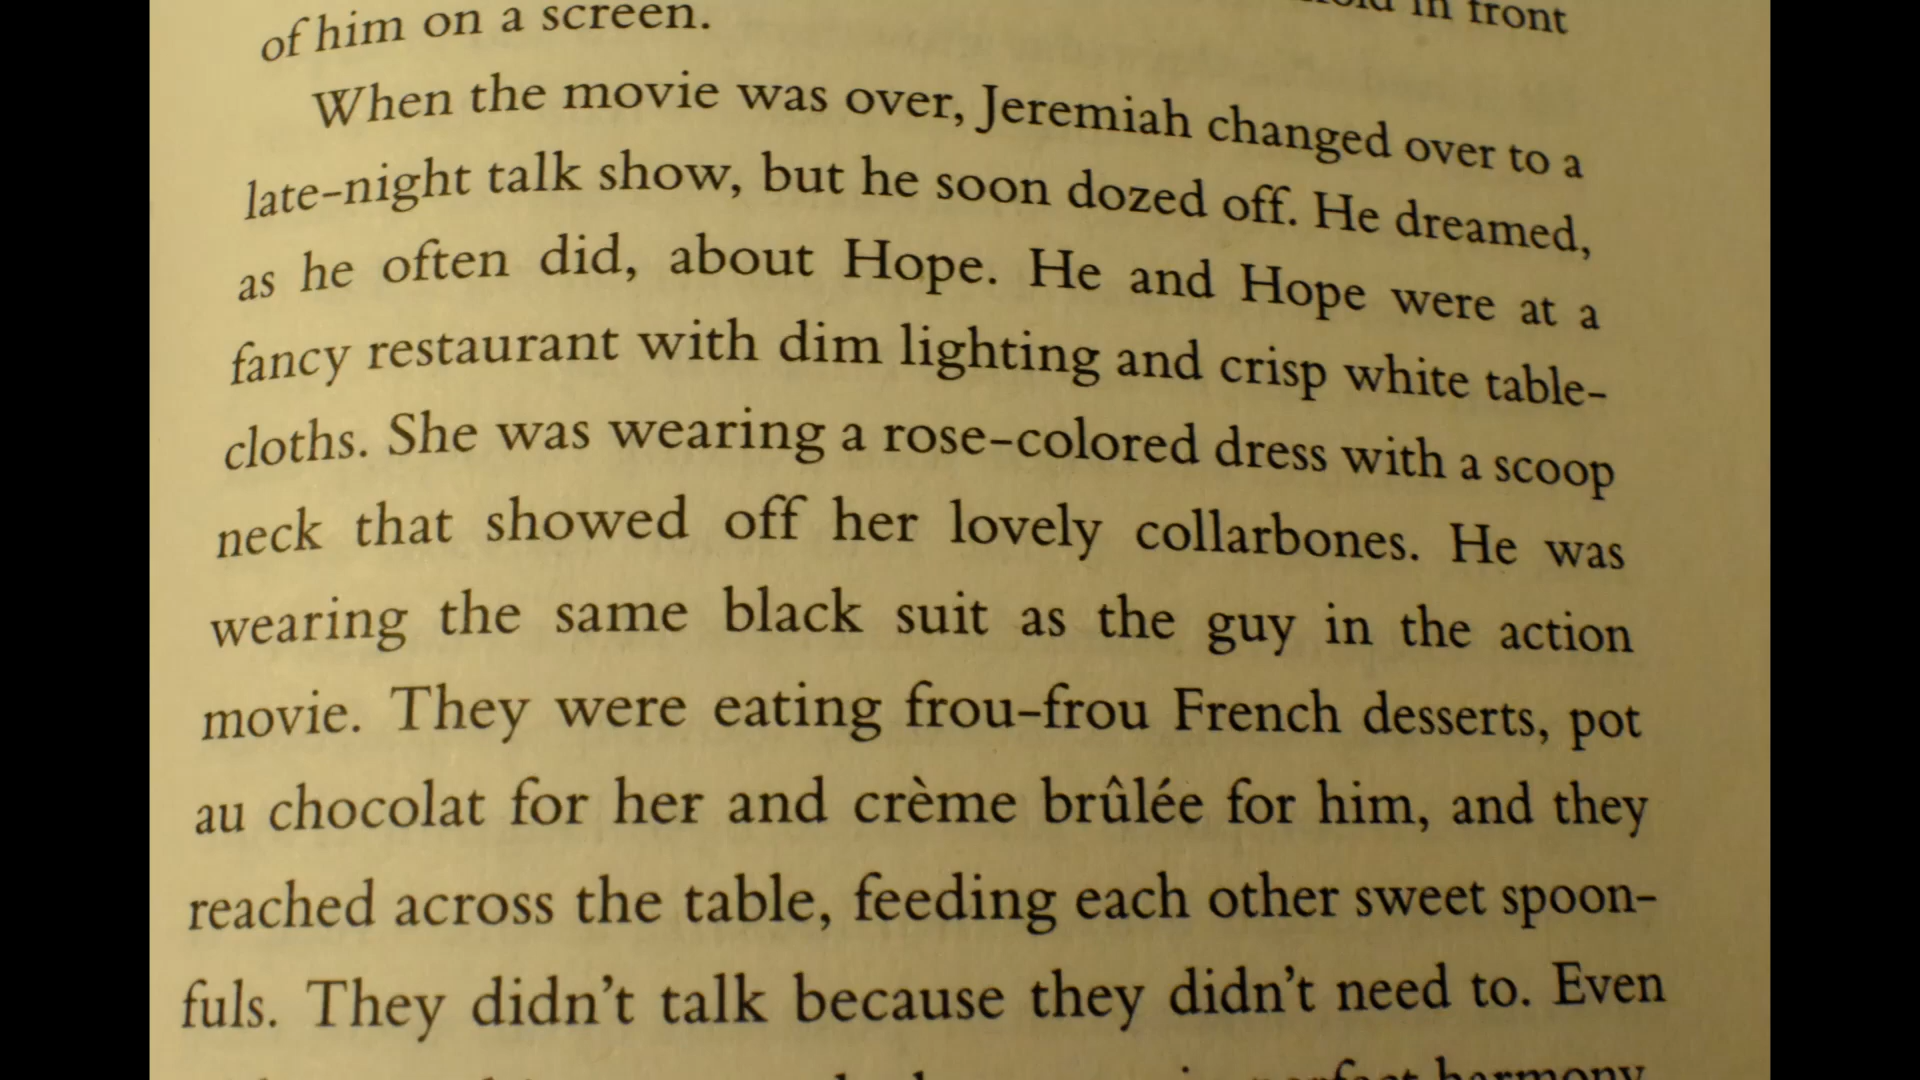 in front
of him on a screen.
When the movie was over, Jeremiah changed over to a
late-night talk show, but he soon dozed off. He dreamed,
as he often did, about Hope. He and Hope were at a
fancy restaurant with dim lighting and crisp white table-
cloths. She was wearing a rose-colored dress with a scoop
neck that showed off her lovely collarbones. He was
wearing the same black suit as the guy in the action
movie. They were eating frou-frou French desserts, pot
au chocolat for her and crème brûlée for him, and they
reached across the table, feeding each other sweet spoon-
fuls. They didn't talk because they didn't need to. Even
perfect harmony